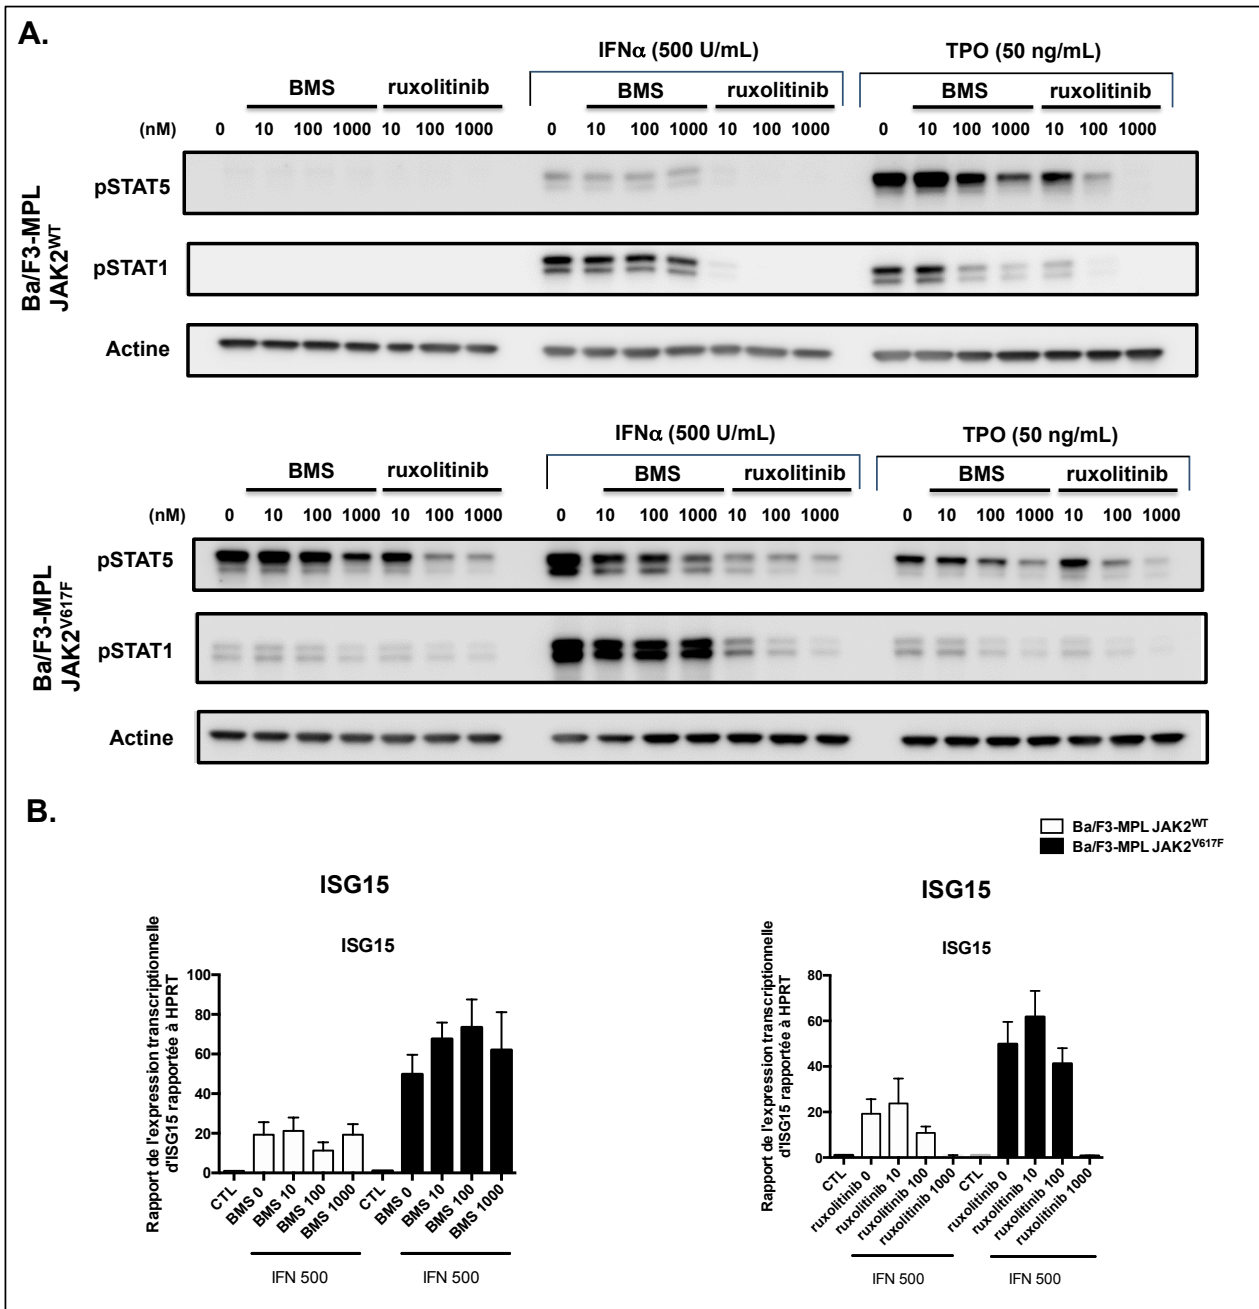 A.
IFNα (500 U/mL) TPO (50 ng/mL)
BMS ruxolitinib BMS ruxolitinib BMS ruxolitinib
(nM) 0 10 100 1000 10 100 1000 0 10 100 1000 10 100 1000 0 10 100 1000 10 100 1000
Ba/F3-MPL
JAK2WT
pSTAT5
pSTAT1
Actine
IFNα (500 U/mL) TPO (50 ng/mL)
BMS ruxolitinib BMS ruxolitinib BMS ruxolitinib
(nM) 0 10 100 1000 10 100 1000 0 10 100 1000 10 100 1000 0 10 100 1000 10 100 1000
Ba/F3-MPL
JAK2V617F
pSTAT5
pSTAT1
Actine
B.
Ba/F3-MPL JAK2WT
Ba/F3-MPL JAK2V617F
ISG15
ISG15
Rapport de l'expression transcriptionnelle
d'ISG15 rapportée à HPRT
100
80
60
40
20
0
CTL
BMS 0
BMS 10
BMS 100
BMS 1000
CTL
BMS 0
BMS 10
BMS 100
BMS 1000
IFN 500 IFN 500
ISG15
ISG15
Rapport de l'expression transcriptionnelle
d'ISG15 rapportée à HPRT
80
60
40
20
0
CTL
ruxolitinib 0
ruxolitinib 10
ruxolitinib 100
ruxolitinib 1000
CTL
ruxolitinib 0
ruxolitinib 10
ruxolitinib 100
ruxolitinib 1000
IFN 500 IFN 500